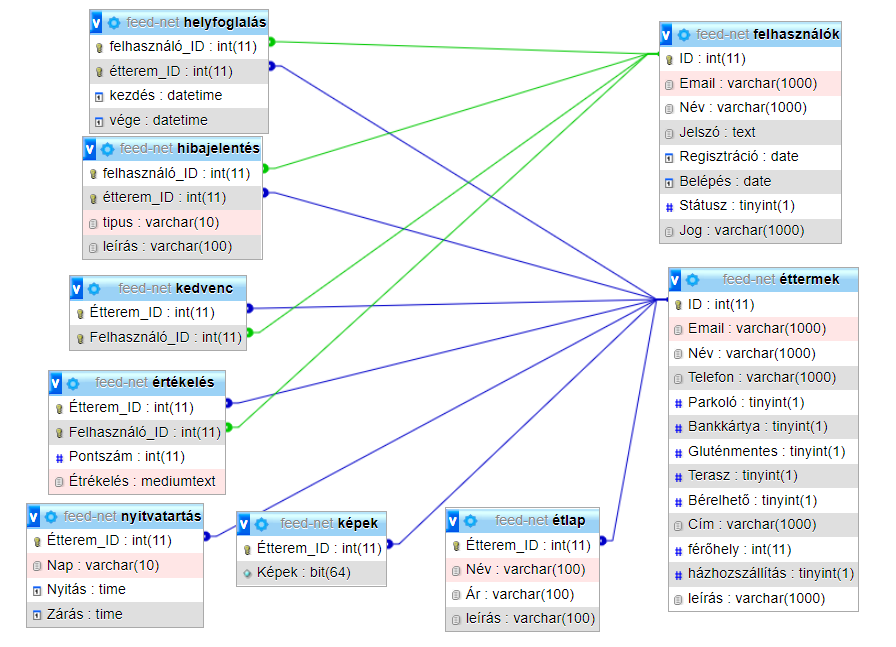 feed-net helyfoglalás
felhasználó_ID : int(11)
étterem_ID : int(11)
kezdés : datetime
vége : datetime
feed-net hibajelentés
felhasználó_ID : int(11)
étterem_ID : int(11)
tipus : varchar(10)
leírás : varchar(100)
feed-net kedvenc
Étterem_ID : int(11)
Felhasználó_ID : int(11)
feed-net értékelés
Étterem_ID : int(11)
Felhasználó_ID : int(11)
Pontszám : int(11)
Étrékelés : mediumtext
feed-net nyitvatartás
Étterem_ID : int(11)
Nap : varchar(10)
Nyitás : time
Zárás : time
feed-net képek
Étterem_ID : int(11)
Képek : bit(64)
feed-net étlap
Étterem_ID : int(11)
Név : varchar(100)
Ár : varchar(100)
leírás : varchar(100)
feed-net felhasználók
ID : int(11)
Email : varchar(1000)
Név : varchar(1000)
Jelszó : text
Regisztráció : date
Belépés : date
Státusz : tinyint(1)
Jog : varchar(1000)
feed-net éttermek
ID : int(11)
Email : varchar(1000)
Név : varchar(1000)
Telefon : varchar(1000)
Parkoló : tinyint(1)
Bankkártya : tinyint(1)
Gluténmentes : tinyint(1)
Terasz : tinyint(1)
Bérelhető : tinyint(1)
Cím : varchar(1000)
férőhely : int(11)
házhozszállítás : tinyint(1)
leírás : varchar(1000)